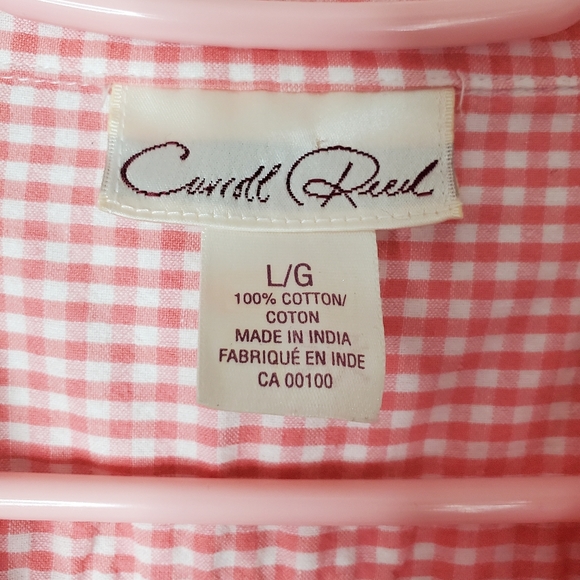 Carroll Reed
L/G
100% COTTON/
COTON
MADE IN INDIA
FABRIQUÉ EN INDE
CA 00100